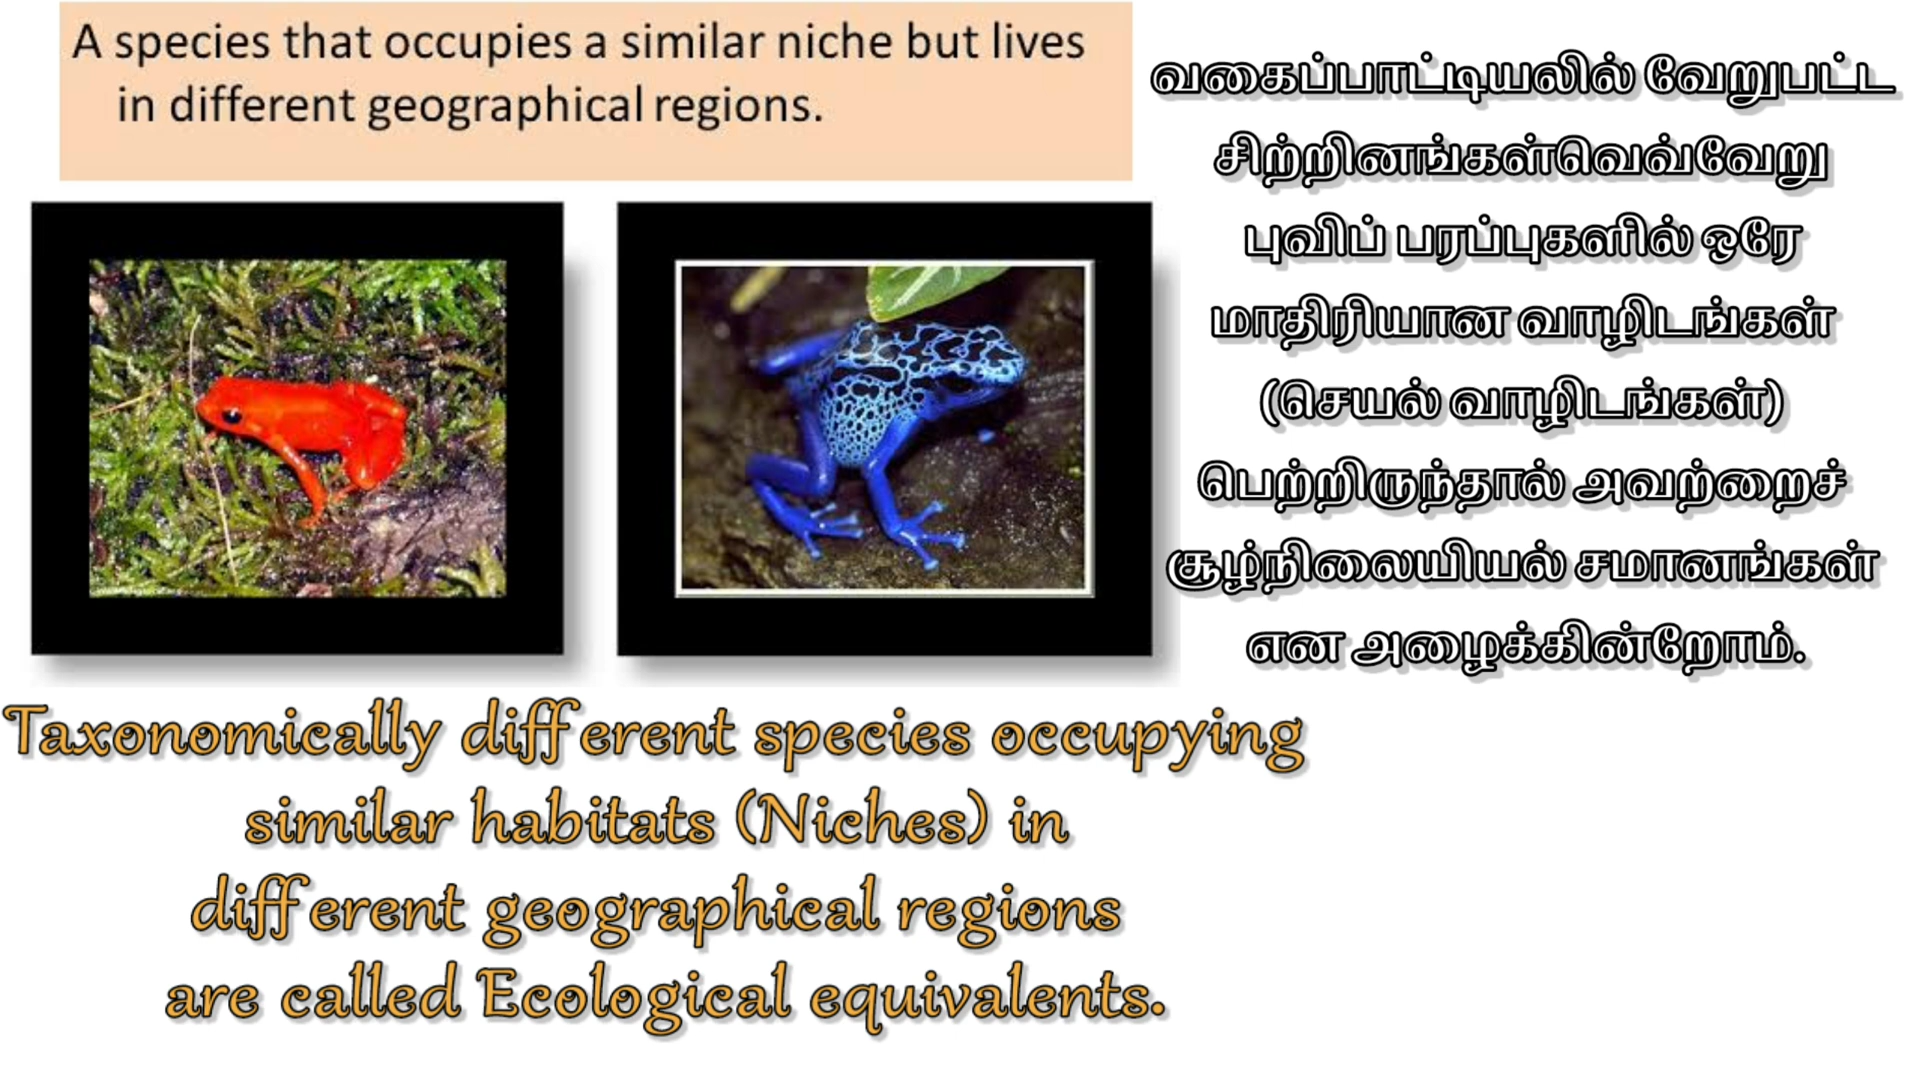 A species that occupies a similar niche but lives
in different geographical regions.
வகைப்பாட்டியலில் வேறுபட்ட
சிற்றினங்கள்வெவ்வேறு
புவிப் பரப்புகளில் ஒரே
மாதிரியான வாழிடங்கள்
(செயல் வாழிடங்கள்)
பெற்றிருந்தால் அவற்றைச்
சூழ்நிலையியல் சமானங்கள்
என அழைக்கின்றோம்.
Taxonomically different species occupying
similar habitats (Niches) in
different geographical regions
are called Ecological equivalents.